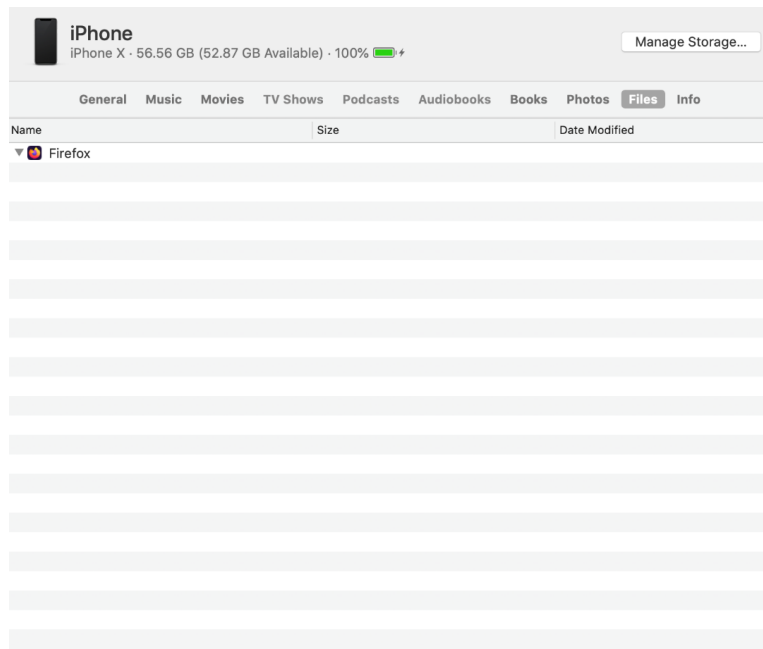 iPhone
iPhone X · 56.56 GB (52.87 GB Available) · 100%
Manage Storage...
General Music Movies TV Shows Podcasts Audiobooks Books Photos Files Info
Name Size Date Modified
Firefox